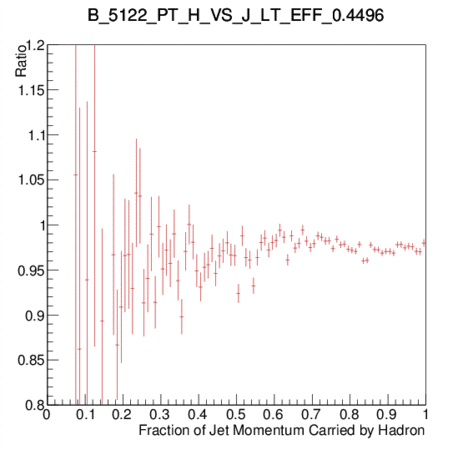 B_5122_PT_H_VS_J_LT_EFF_0.4496
Ratio
1.2
1.15
1.1
1.05
1
0.95
0.9
0.85
0.8
0 0.1 0.2 0.3 0.4 0.5 0.6 0.7 0.8 0.9 1
Fraction of Jet Momentum Carried by Hadron